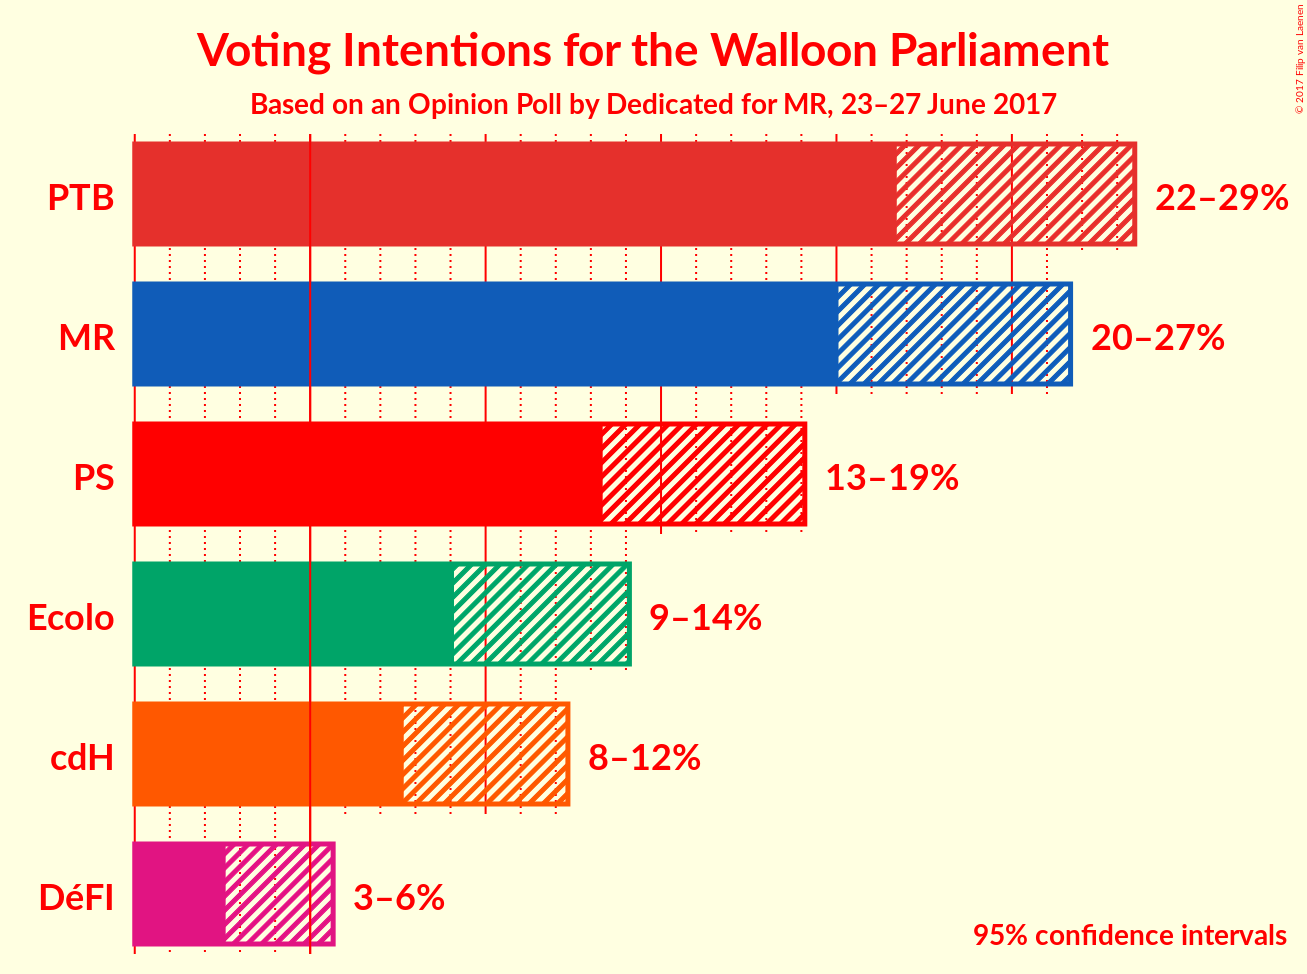 Voting Intentions for the Walloon Parliament
Based on an Opinion Poll by Dedicated for MR, 23–27 June 2017
© 2017 Filip van Laenen
PTB 22–29%
MR 20–27%
PS 13–19%
Ecolo 9–14%
cdH 8–12%
DéFI 3–6%
95% confidence intervals